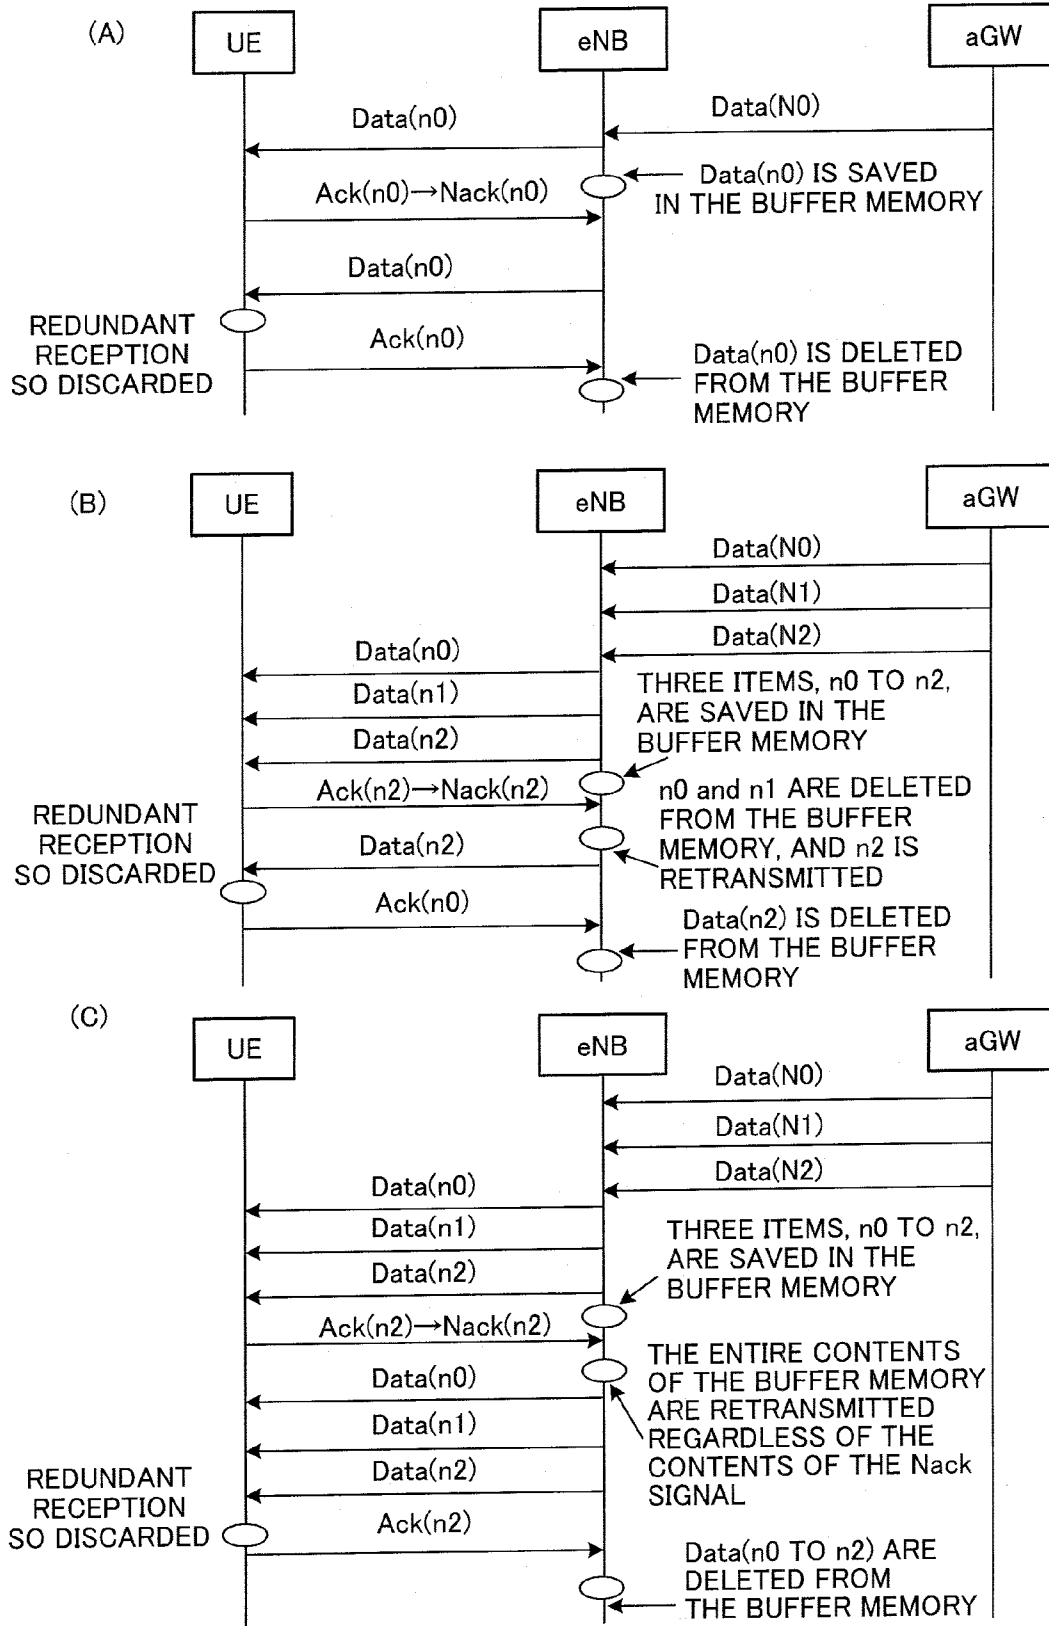 (A)
UE
eNB
aGW
Data(n0)
Data(N0)
Data(n0) IS SAVED
IN THE BUFFER MEMORY
Ack(n0)→Nack(n0)
Data(n0)
REDUNDANT
RECEPTION
SO DISCARDED
Ack(n0)
Data(n0) IS DELETED
FROM THE BUFFER
MEMORY
(B)
UE
eNB
aGW
Data(N0)
Data(N1)
Data(N2)
Data(n0)
Data(n1)
Data(n2)
THREE ITEMS, n0 TO n2,
ARE SAVED IN THE
BUFFER MEMORY
Ack(n2)→Nack(n2)
n0 and n1 ARE DELETED
FROM THE BUFFER
MEMORY, AND n2 IS
RETRANSMITTED
REDUNDANT
RECEPTION
SO DISCARDED
Data(n2)
Ack(n0)
Data(n2) IS DELETED
FROM THE BUFFER
MEMORY
(C)
UE
eNB
aGW
Data(N0)
Data(N1)
Data(N2)
Data(n0)
Data(n1)
Data(n2)
THREE ITEMS, n0 TO n2,
ARE SAVED IN THE
BUFFER MEMORY
Ack(n2)→Nack(n2)
THE ENTIRE CONTENTS
OF THE BUFFER MEMORY
ARE RETRANSMITTED
REGARDLESS OF THE
CONTENTS OF THE Nack
SIGNAL
Data(n0)
Data(n1)
Data(n2)
REDUNDANT
RECEPTION
SO DISCARDED
Ack(n2)
Data(n0 TO n2) ARE
DELETED FROM
THE BUFFER MEMORY